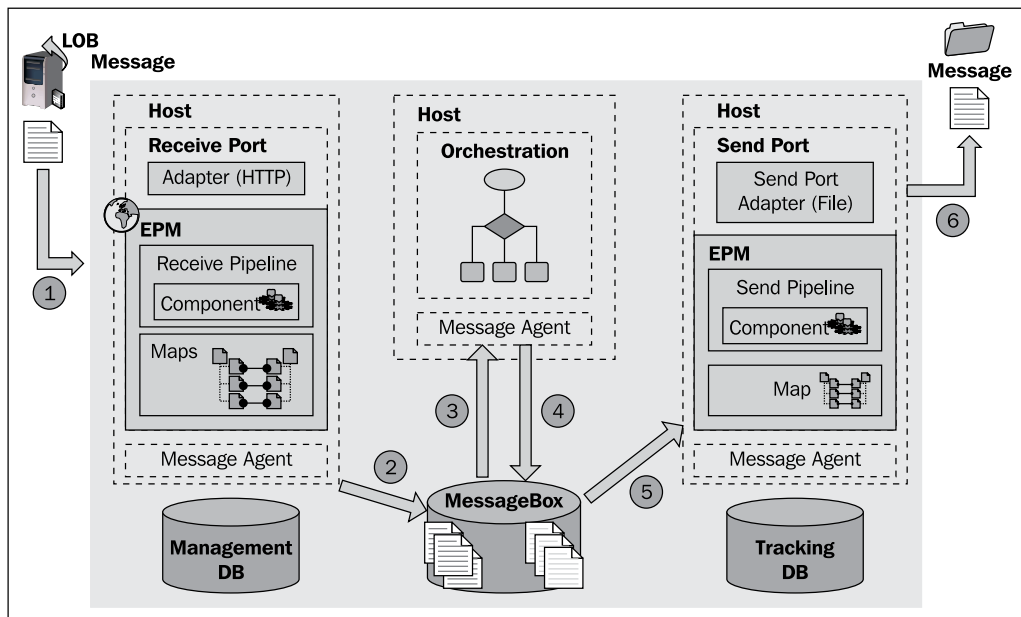 LOB
Message
Host
Receive Port
Adapter (HTTP)
EPM
Receive Pipeline
Component
Maps
Message Agent
1
2
Host
Orchestration
Message Agent
3
4
MessageBox
Management
DB
5
Host
Send Port
Send Port
Adapter (File)
EPM
Send Pipeline
Component
Map
Message Agent
Tracking
DB
6
Message